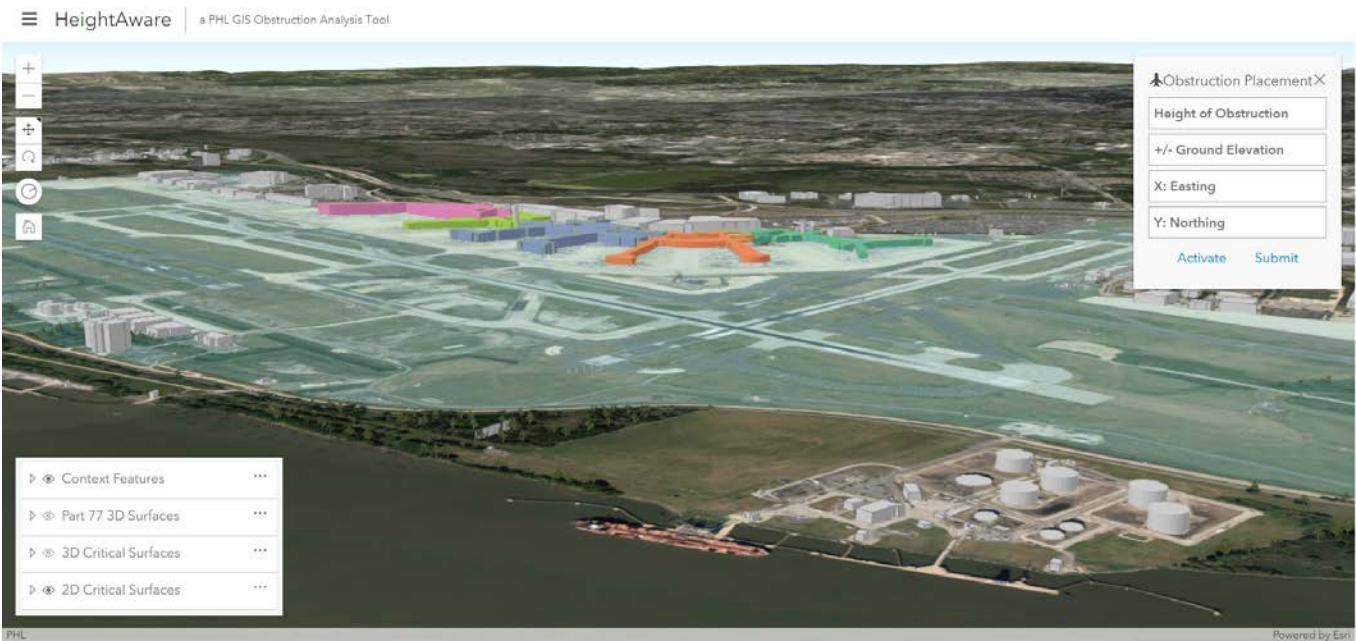 HeightAware
a PHL GIS Obstruction Analysis Tool
Obstruction Placement
Height of Obstruction
+/- Ground Elevation
X: Easting
Y: Northing
Activate Submit
Context Features
Part 77 3D Surfaces
3D Critical Surfaces
2D Critical Surfaces
PHL
Powered by Esri